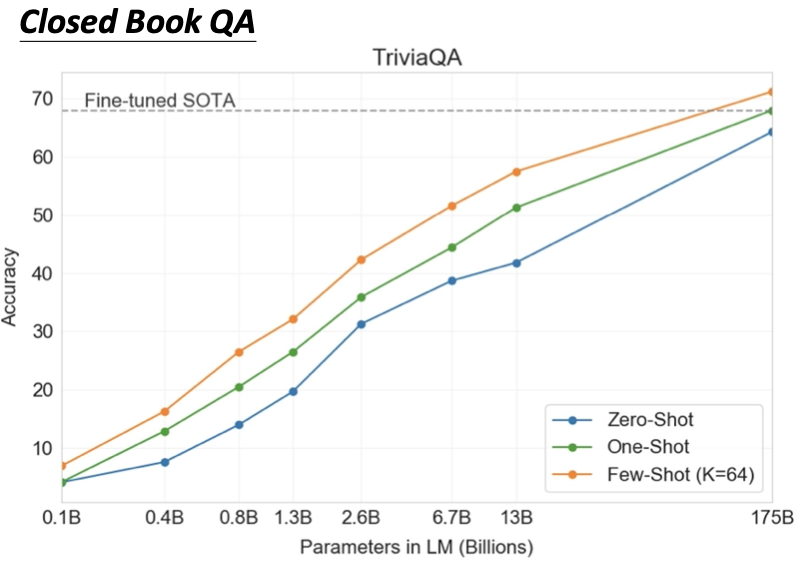 Closed Book QA
TriviaQA
70
Fine-tuned SOTA
60
50
40
30
20
10
Accuracy
Zero-Shot
One-Shot
Few-Shot (K=64)
0.1B 0.4B 0.8B 1.3B 2.6B 6.7B 13B 175B
Parameters in LM (Billions)